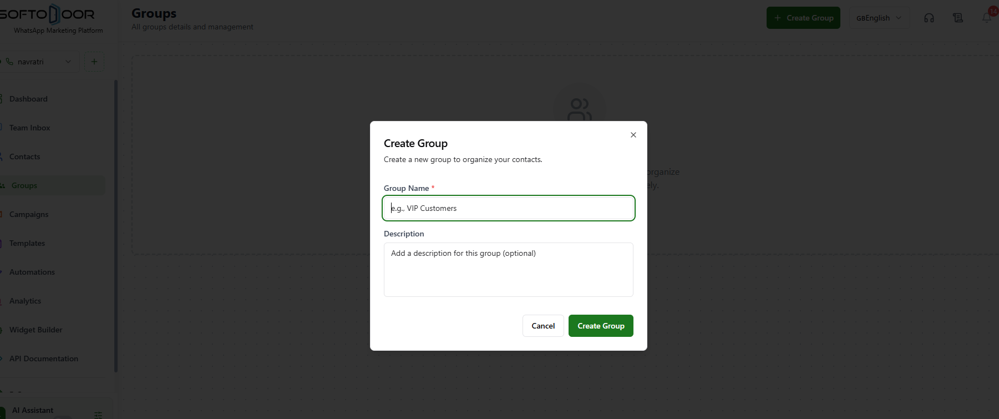 SOFTODOOR
WhatsApp Marketing Platform
navratri
Dashboard
Team Inbox
Contacts
Groups
Campaigns
Templates
Automations
Analytics
Widget Builder
API Documentation
AI Assistant
Groups
All groups details and management
Create Group
GBEnglish
14
organize
ely.
Create Group
Create a new group to organize your contacts.
Group Name *
e.g., VIP Customers
Description
Add a description for this group (optional)
Cancel
Create Group